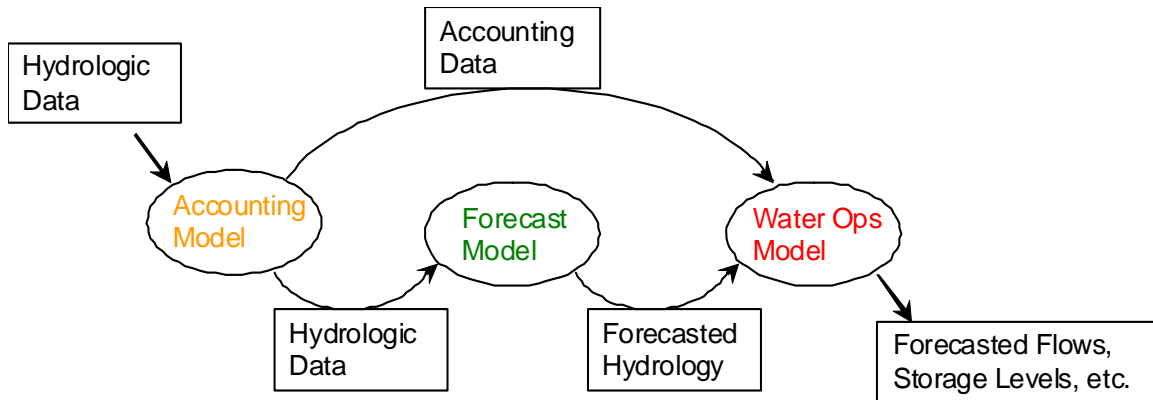 Accounting
Data
Hydrologic
Data
Accounting
Model
Forecast
Model
Water Ops
Model
Hydrologic
Data
Forecasted
Hydrology
Forecasted Flows,
Storage Levels, etc.